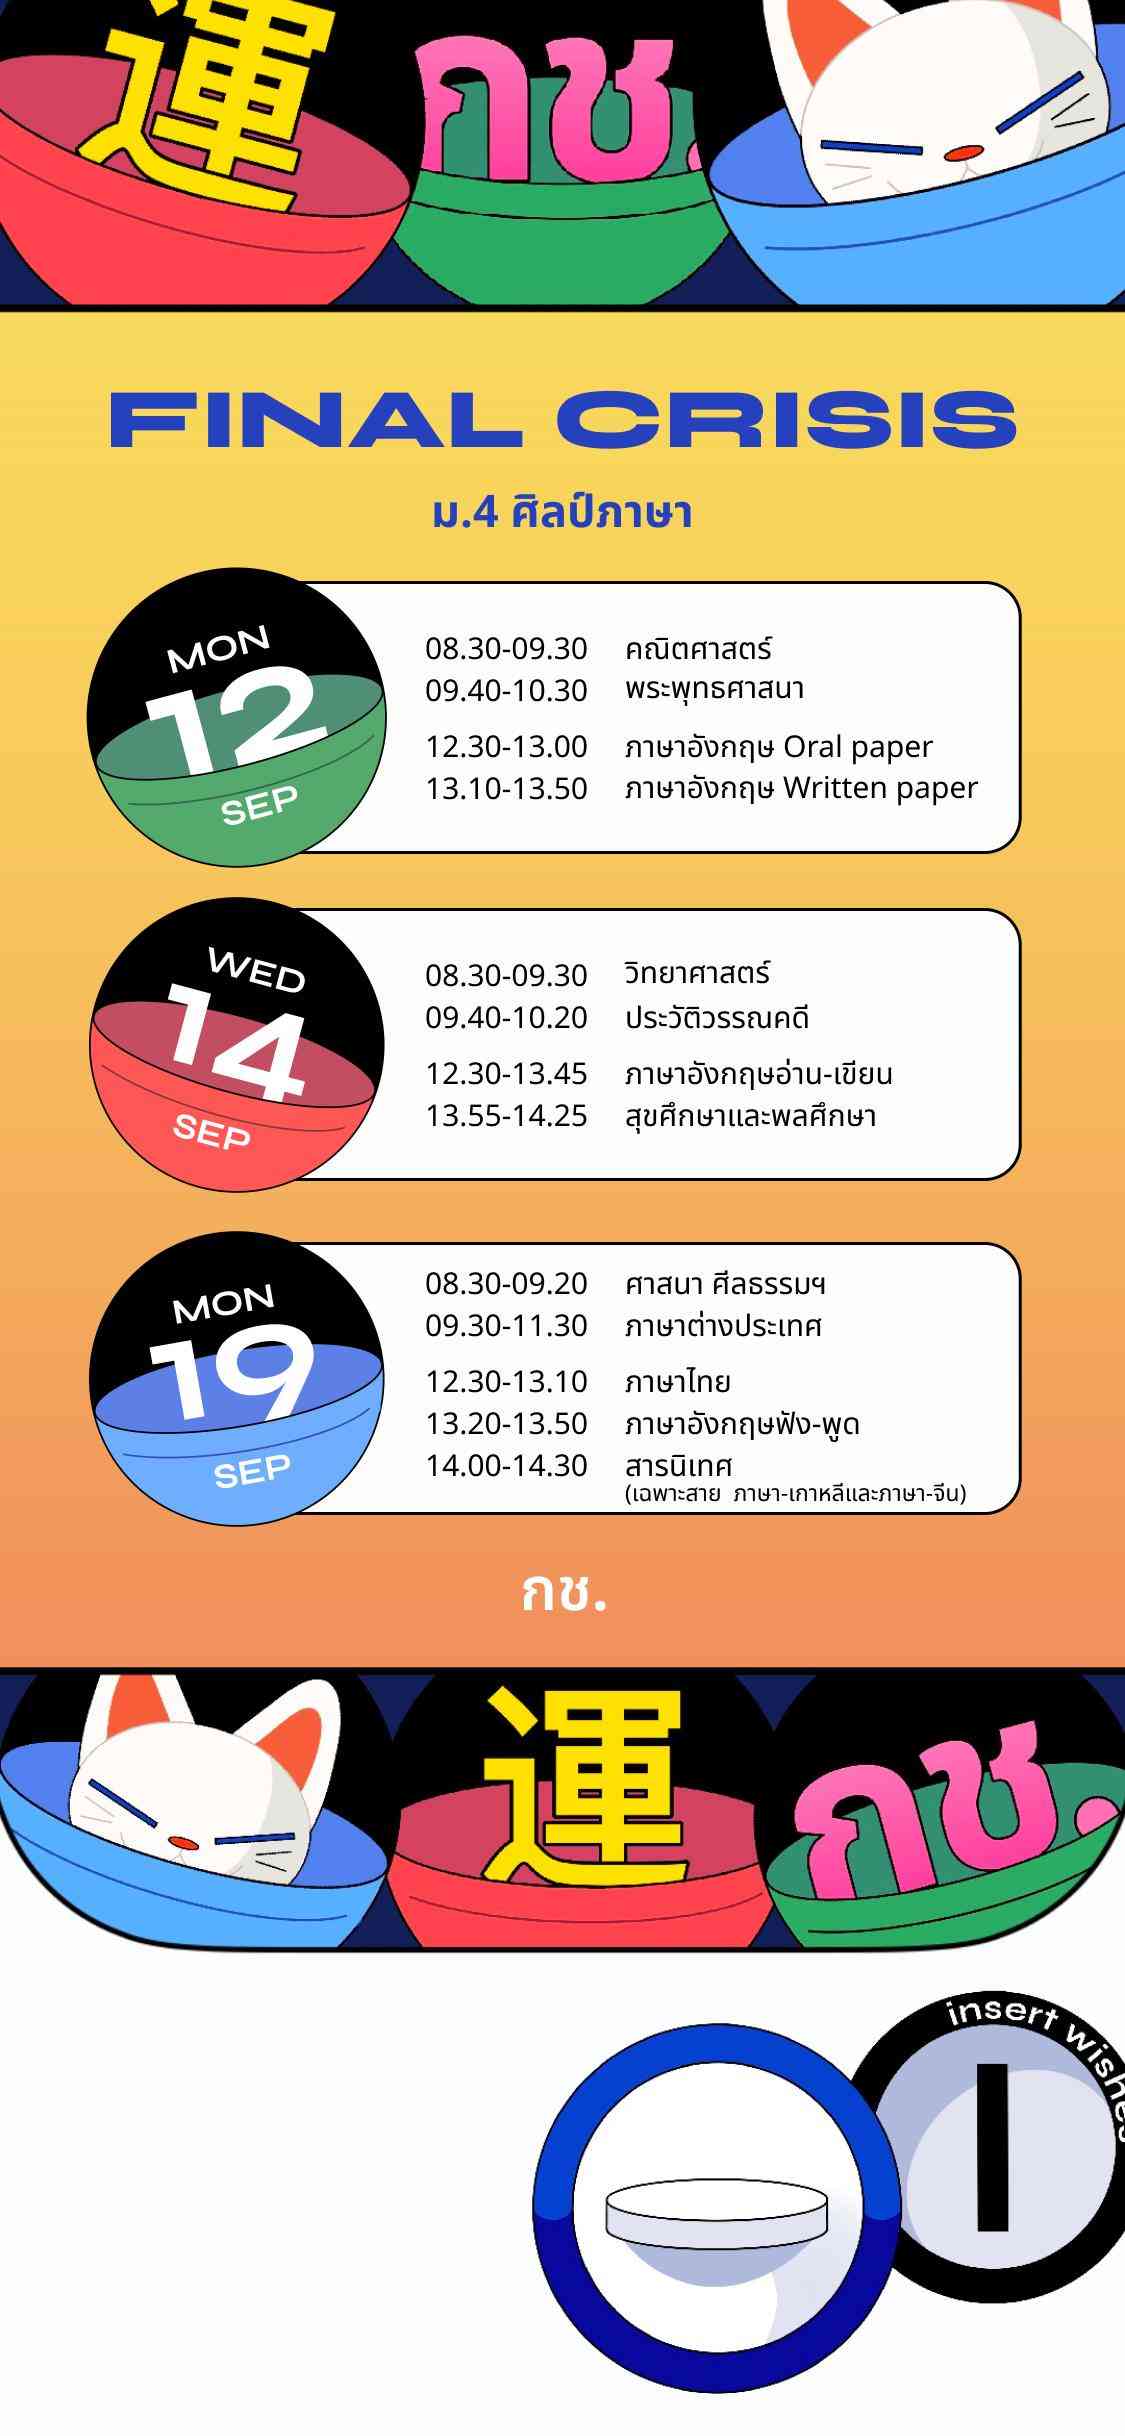 運
กช.
FINAL CRISIS
ม.4 ศิลป์ภาษา
MON
12
SEP
08.30-09.30 คณิตศาสตร์
09.40-10.30 พระพุทธศาสนา
12.30-13.00 ภาษาอังกฤษ Oral paper
13.10-13.50 ภาษาอังกฤษ Written paper
WED
14
SEP
08.30-09.30 วิทยาศาสตร์
09.40-10.20 ประวัติวรรณคดี
12.30-13.45 ภาษาอังกฤษอ่าน-เขียน
13.55-14.25 สุขศึกษาและพลศึกษา
MON
19
SEP
08.30-09.20 ศาสนา ศีลธรรมฯ
09.30-11.30 ภาษาต่างประเทศ
12.30-13.10 ภาษาไทย
13.20-13.50 ภาษาอังกฤษฟัง-พูด
14.00-14.30 สารนิเทศ
(เฉพาะสาย ภาษา-เกาหลีและภาษา-จีน)
กช.
運
กช.
insert wishes